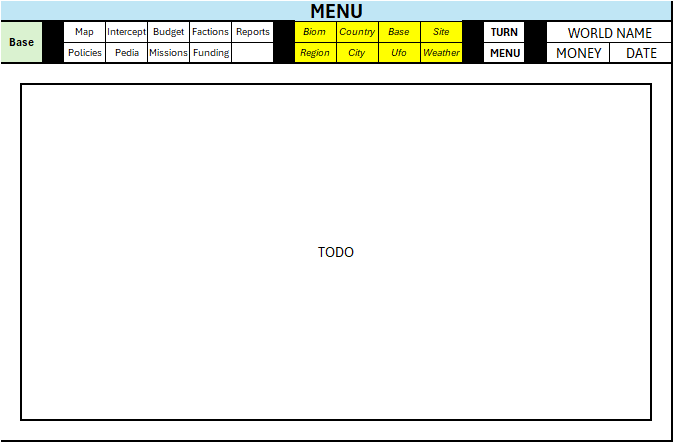 MENU
Base
Map Intercept Budget Factions Reports Biom Country Base Site TURN WORLD NAME
Policies Pedia Missions Funding Region City Ufo Weather MENU MONEY DATE
TODO